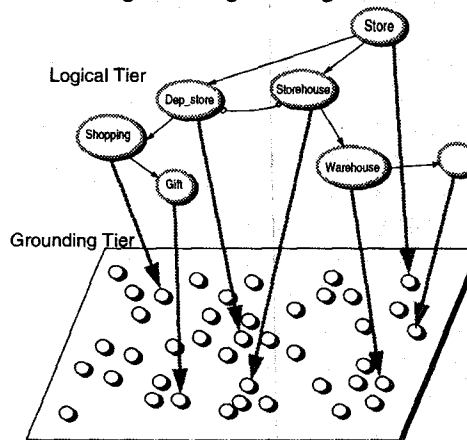 Store
Logical Tier
Storehouse
Dep_store
Shopping
Warehouse
Gift
Grounding Tier